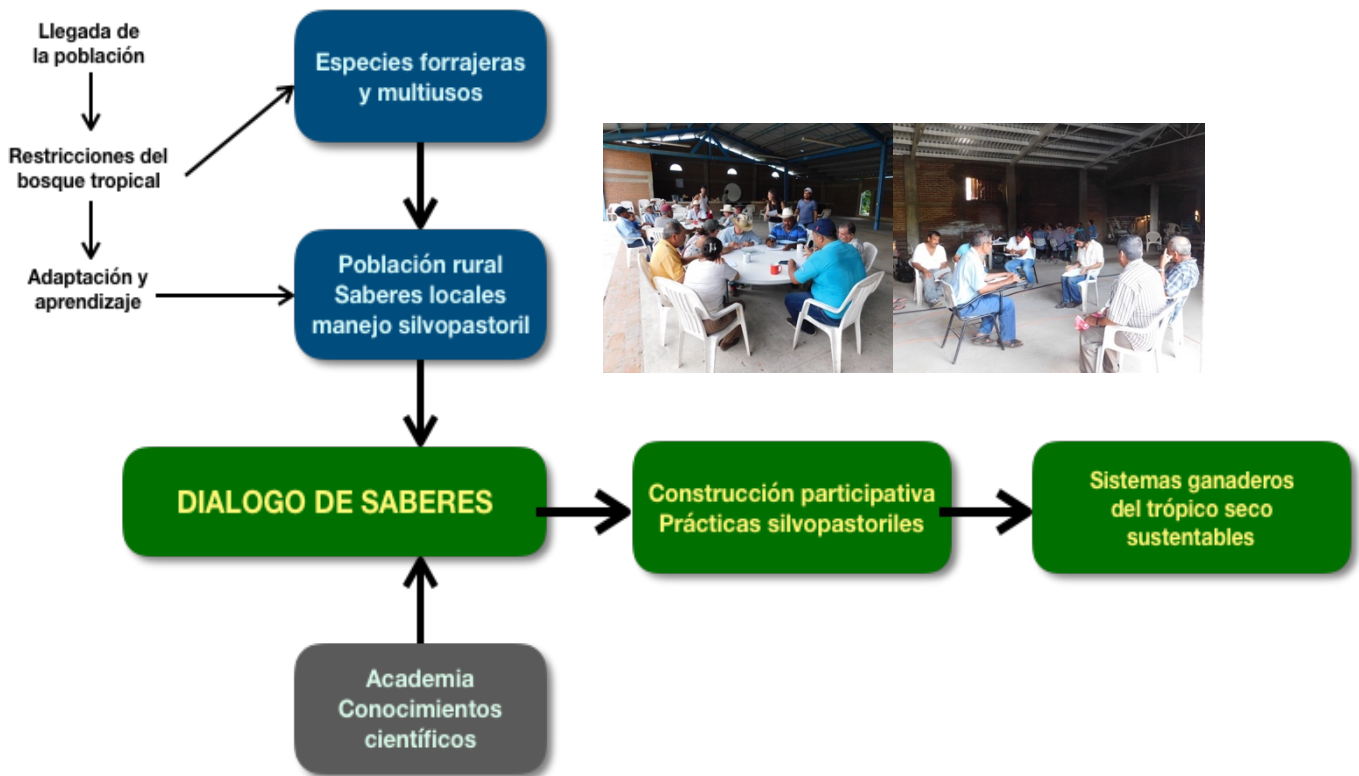 Llegada de
la población
Restricciones del
bosque tropical
Adaptación y
aprendizaje
Especies forrajeras
y multiusos
Población rural
Saberes locales
manejo silvopastoril
DIALOGO DE SABERES
Construcción participativa
Prácticas silvopastoriles
Sistemas ganaderos
del trópico seco
sustentables
Academia
Conocimientos
científicos